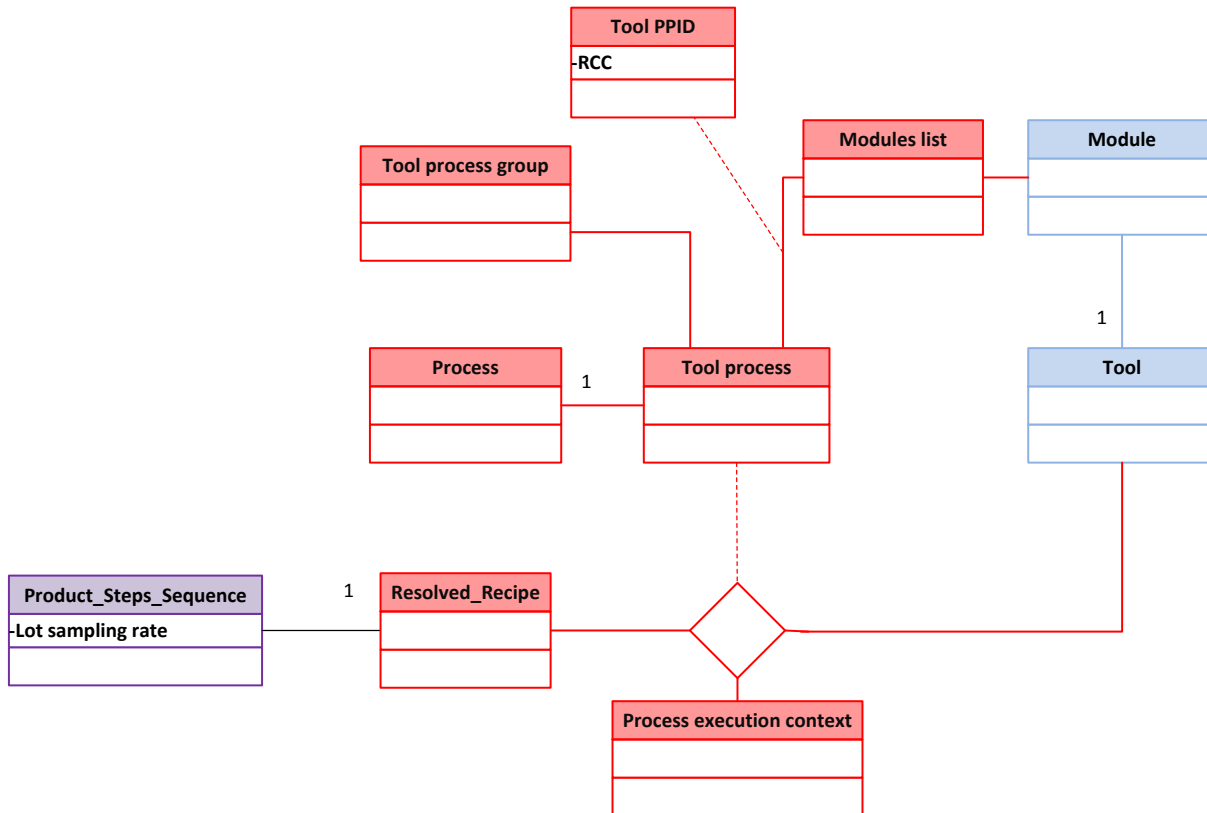 Tool PPID
-RCC
Modules list
Module
Tool process group
1
Process
1
Tool process
Tool
Product_Steps_Sequence
-Lot sampling rate
1
Resolved_Recipe
Process execution context